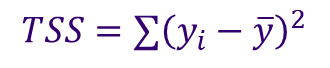 TSS = ∑(yᵢ − ȳ)²